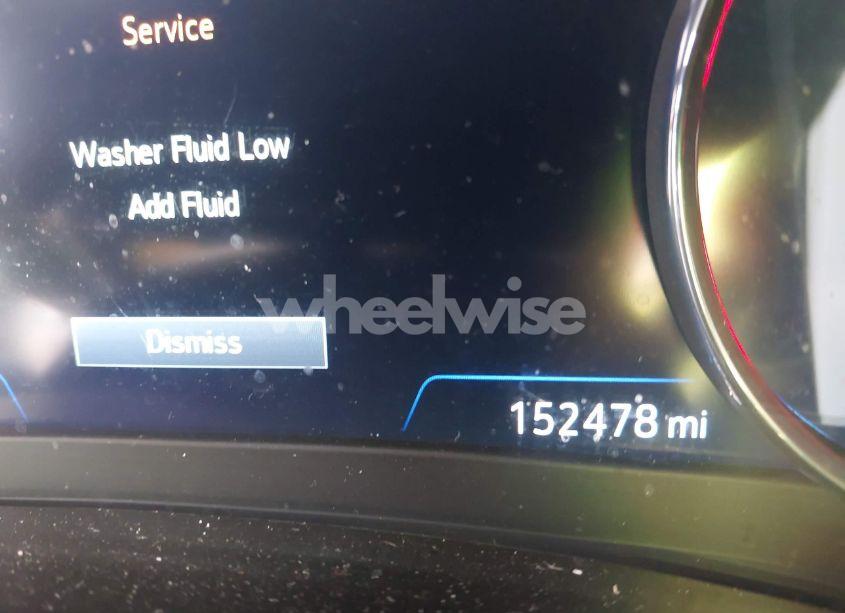 Service
Washer Fluid Low
Add Fluid
wheelwise
Dismiss
152478 mi